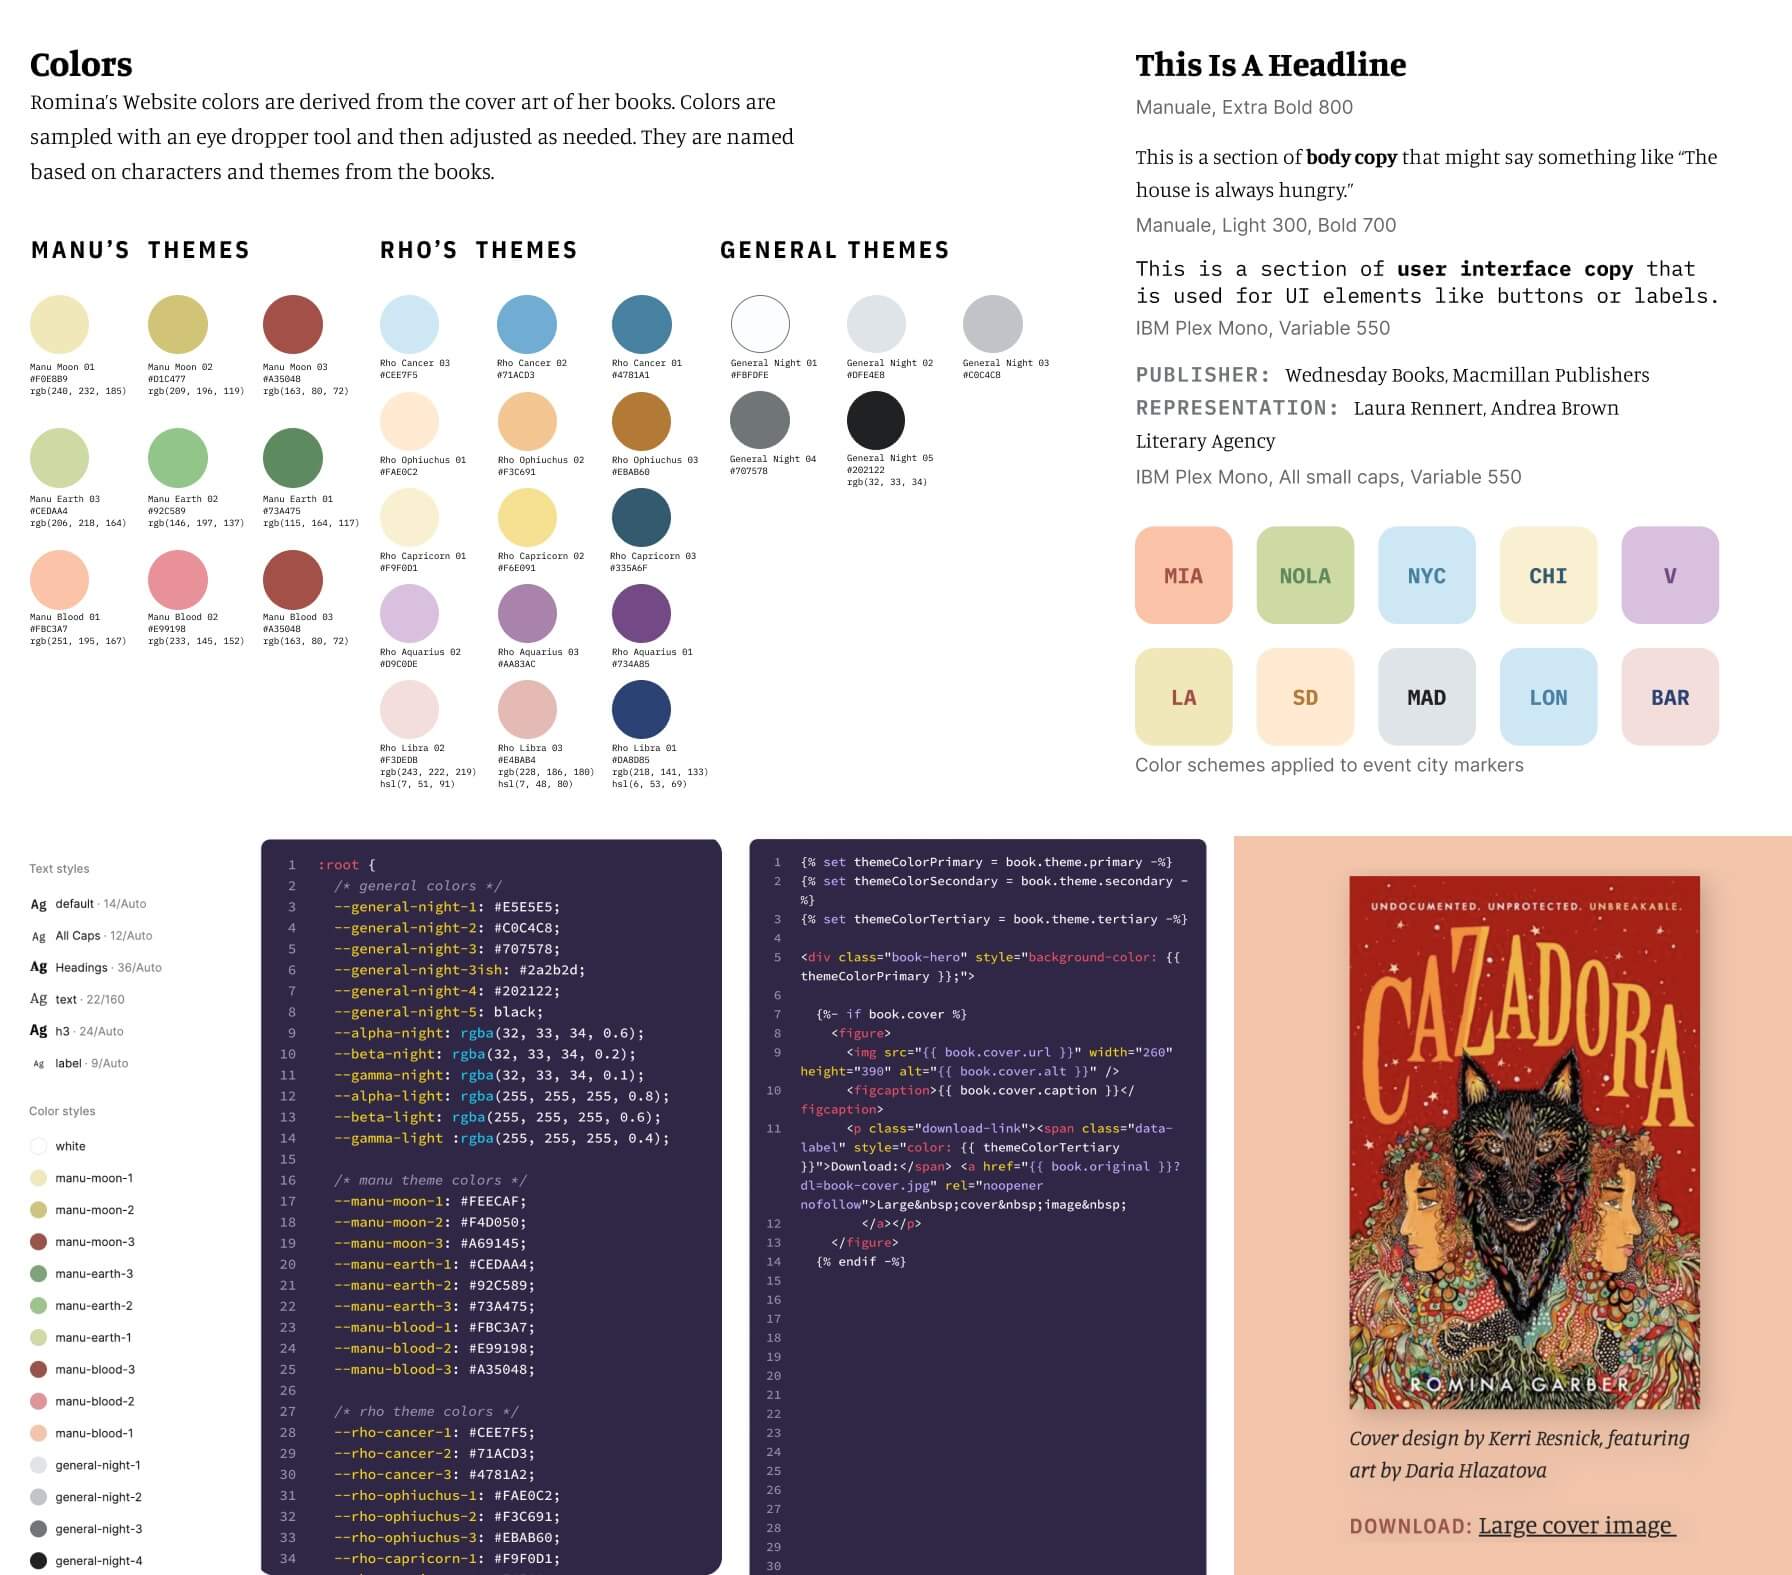 Colors
Romina's Website colors are derived from the cover art of her books. Colors are
sampled with an eye dropper tool and then adjusted as needed. They are named
based on characters and themes from the books.
MANU’S THEMES
Manu Moon 01
#F0E8B9
rgb(240, 232, 185)
Manu Moon 02
#D1C477
rgb(209, 196, 119)
Manu Moon 03
#A35048
rgb(163, 80, 72)
Manu Earth 03
#CEDAA4
rgb(206, 218, 164)
Manu Earth 02
#92C589
rgb(146, 197, 137)
Manu Earth 01
#73A475
rgb(115, 164, 117)
Manu Blood 01
#FBC3A7
rgb(251, 195, 167)
Manu Blood 02
#E99198
rgb(233, 145, 152)
Manu Blood 03
#A35048
rgb(163, 80, 72)
RHO’S THEMES
Rho Cancer 03
#CEE7F5
Rho Cancer 02
#71ACD3
Rho Cancer 01
#4781A1
Rho Ophiuchus 01
#FAE0C2
Rho Ophiuchus 02
#F3C691
Rho Ophiuchus 03
#EBAB60
Rho Capricorn 01
#F9F0D1
Rho Capricorn 02
#F6E091
Rho Capricorn 03
#335A6F
Rho Aquarius 02
#D9C0DE
Rho Aquarius 03
#AA83AC
Rho Aquarius 01
#734A85
Rho Libra 02
#F3DEDB
rgb(243, 222, 219)
hsl(7, 51, 91)
Rho Libra 03
#E4BAB4
rgb(228, 186, 180)
hsl(7, 48, 80)
Rho Libra 01
#DA8D85
rgb(218, 141, 133)
hsl(6, 53, 69)
GENERAL THEMES
General Night 01
#FBFDFE
General Night 02
#DFE4E8
General Night 03
#C0C4C8
General Night 04
#707578
General Night 05
#202122
rgb(32, 33, 34)
This Is A Headline
Manuale, Extra Bold 800
This is a section of body copy that might say something like “The
house is always hungry.”
Manuale, Light 300, Bold 700
This is a section of user interface copy that
is used for UI elements like buttons or labels.
IBM Plex Mono, Variable 550
PUBLISHER: Wednesday Books, Macmillan Publishers
REPRESENTATION: Laura Rennert, Andrea Brown
Literary Agency
IBM Plex Mono, All small caps, Variable 550
MIA
NOLA
NYC
CHI
V
LA
SD
MAD
LON
BAR
Color schemes applied to event city markers
Text styles
Ag default · 14/Auto
Ag All Caps · 12/Auto
Ag Headings · 36/Auto
Ag text · 22/160
Ag h3 · 24/Auto
Ag label · 9/Auto
Color styles
white
manu-moon-1
manu-moon-2
manu-moon-3
manu-earth-3
manu-earth-2
manu-earth-1
manu-blood-3
manu-blood-2
manu-blood-1
general-night-1
general-night-2
general-night-3
general-night-4
1 :root {
2 /* general colors */
3 --general-night-1: #E5E5E5;
4 --general-night-2: #C0C4C8;
5 --general-night-3: #707578;
6 --general-night-3ish: #2a2b2d;
7 --general-night-4: #202122;
8 --general-night-5: black;
9 --alpha-night: rgba(32, 33, 34, 0.6);
10 --beta-night: rgba(32, 33, 34, 0.2);
11 --gamma-night: rgba(32, 33, 34, 0.1);
12 --alpha-light: rgba(255, 255, 255, 0.8);
13 --beta-light: rgba(255, 255, 255, 0.6);
14 --gamma-light :rgba(255, 255, 255, 0.4);
15
16 /* manu theme colors */
17 --manu-moon-1: #FEECAF;
18 --manu-moon-2: #F4D050;
19 --manu-moon-3: #A69145;
20 --manu-earth-1: #CEDAA4;
21 --manu-earth-2: #92C589;
22 --manu-earth-3: #73A475;
23 --manu-blood-1: #FBC3A7;
24 --manu-blood-2: #E99198;
25 --manu-blood-3: #A35048;
26
27 /* rho theme colors */
28 --rho-cancer-1: #CEE7F5;
29 --rho-cancer-2: #71ACD3;
30 --rho-cancer-3: #4781A2;
31 --rho-ophiuchus-1: #FAE0C2;
32 --rho-ophiuchus-2: #F3C691;
33 --rho-ophiuchus-3: #EBAB60;
34 --rho-capricorn-1: #F9F0D1;
1 {% set themeColorPrimary = book.theme.primary -%}
2 {% set themeColorSecondary = book.theme.secondary -
%}
3 {% set themeColorTertiary = book.theme.tertiary -%}
4
5 <div class="book-hero" style="background-color: {{
themeColorPrimary }};">
6
7 {%- if book.cover %}
8 <figure>
9 <img src="{{ book.cover.url }}" width="260"
height="390" alt="{{ book.cover.alt }}" />
10 <figcaption>{{ book.cover.caption }}</
figcaption>
11 <p class="download-link"><span class="data-
label" style="color: {{ themeColorTertiary
}}">Download:</span> <a href="{{ book.original }}?
dl=book-cover.jpg" rel="noopener
nofollow">Large&nbsp;cover&nbsp;image&nbsp;
12 </a></p>
13 </figure>
14 {% endif -%}
15
16
17
18
19
20
21
22
23
24
25
26
27
28
29
30
UNDOCUMENTED. UNPROTECTED. UNBREAKABLE.
CAZADORA
ROMINA GARBER
Cover design by Kerri Resnick, featuring
art by Daria Hlazatova
DOWNLOAD: Large cover image